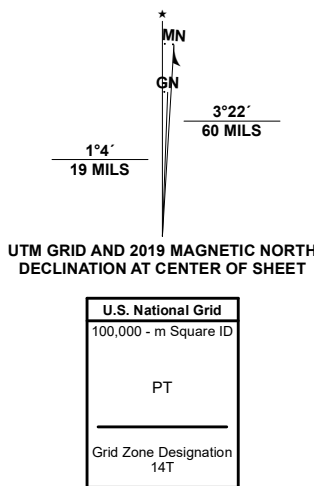 MN
GN
3°22´
60 MILS
1°4´
19 MILS
UTM GRID AND 2019 MAGNETIC NORTH
DECLINATION AT CENTER OF SHEET
U.S. National Grid
100,000 - m Square ID
PT
Grid Zone Designation
14T